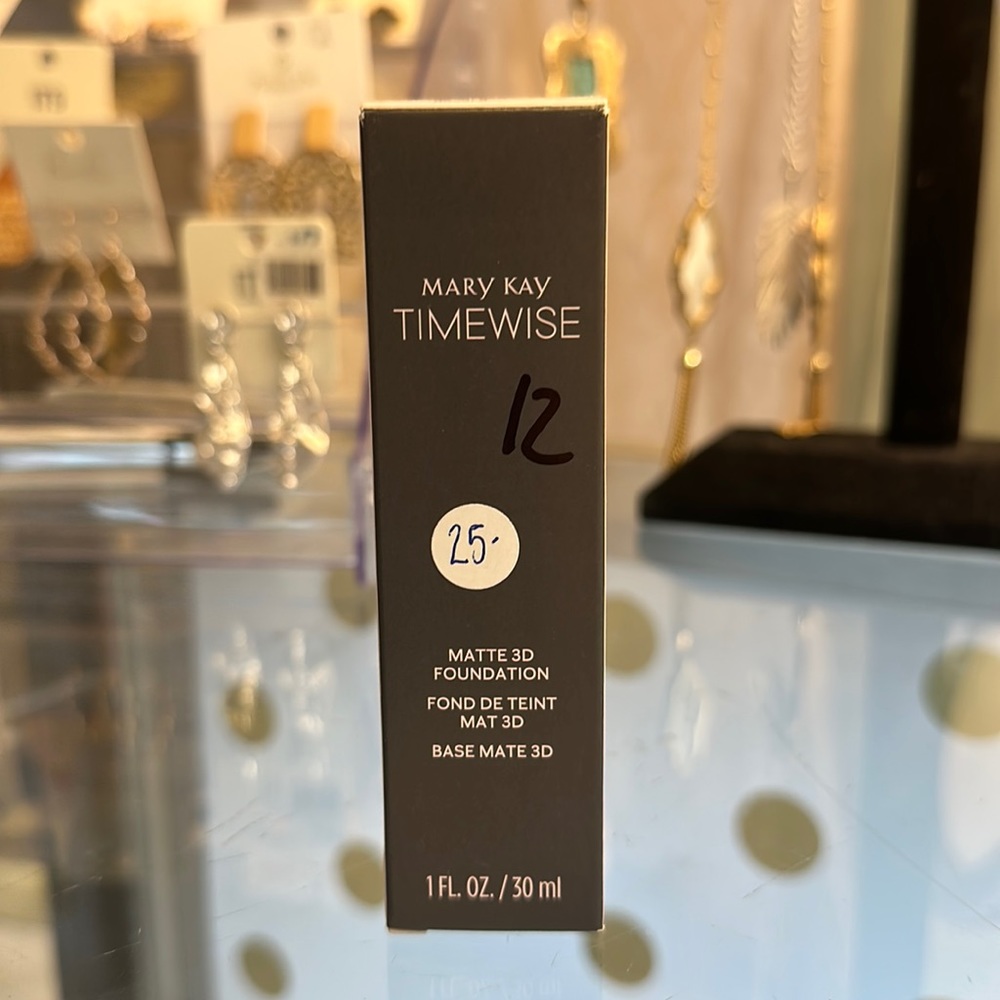 MARY KAY
TIMEWISE
12
25-
MATTE 3D
FOUNDATION
FOND DE TEINT
MAT 3D
BASE MATE 3D
1 FL. OZ. / 30 ml